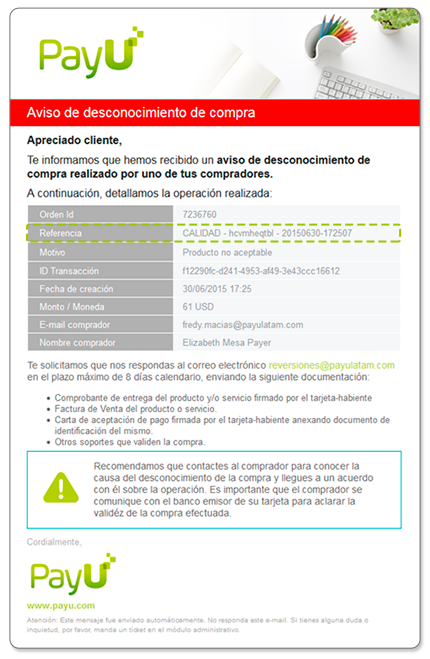 PayU
Aviso de desconocimiento de compra
Apreciado cliente,
Te informamos que hemos recibido un aviso de desconocimiento de
compra realizado por uno de tus compradores.
A continuación, detallamos la operación realizada:
Orden Id 7236760
Referencia CALIDAD - hcvmheqtbl - 20150630-172507
Motivo Producto no aceptable
ID Transacción f12290fc-d241-4953-af49-3e43ccc16612
Fecha de creación 30/06/2015 17:25
Monto / Moneda 61 USD
E-mail comprador fredy.macias@payulatam.com
Nombre comprador Elizabeth Mesa Payer
Te solicitamos que nos respondas al correo electrónico reversiones@payulatam.com
en el plazo máximo de 8 días calendario, enviando la siguiente documentación:
• Comprobante de entrega del producto y/o servicio firmado por el tarjeta-habiente
• Factura de Venta del producto o servicio.
• Carta de aceptación de pago firmada por el tarjeta-habiente anexando documento de
identificación del mismo.
• Otros soportes que validen la compra.
Recomendamos que contactes al comprador para conocer la
causa del desconocimiento de la compra y llegues a un acuerdo
con él sobre la operación. Es importante que el comprador se
comunique con el banco emisor de su tarjeta para aclarar la
validéz de la compra efectuada.
Cordialmente,
PayU
www.payu.com
Atención: Este mensaje fue enviado automáticamente. No responda este e-mail. Si tienes alguna duda o
inquietud, por favor, manda un ticket en el módulo administrativo.